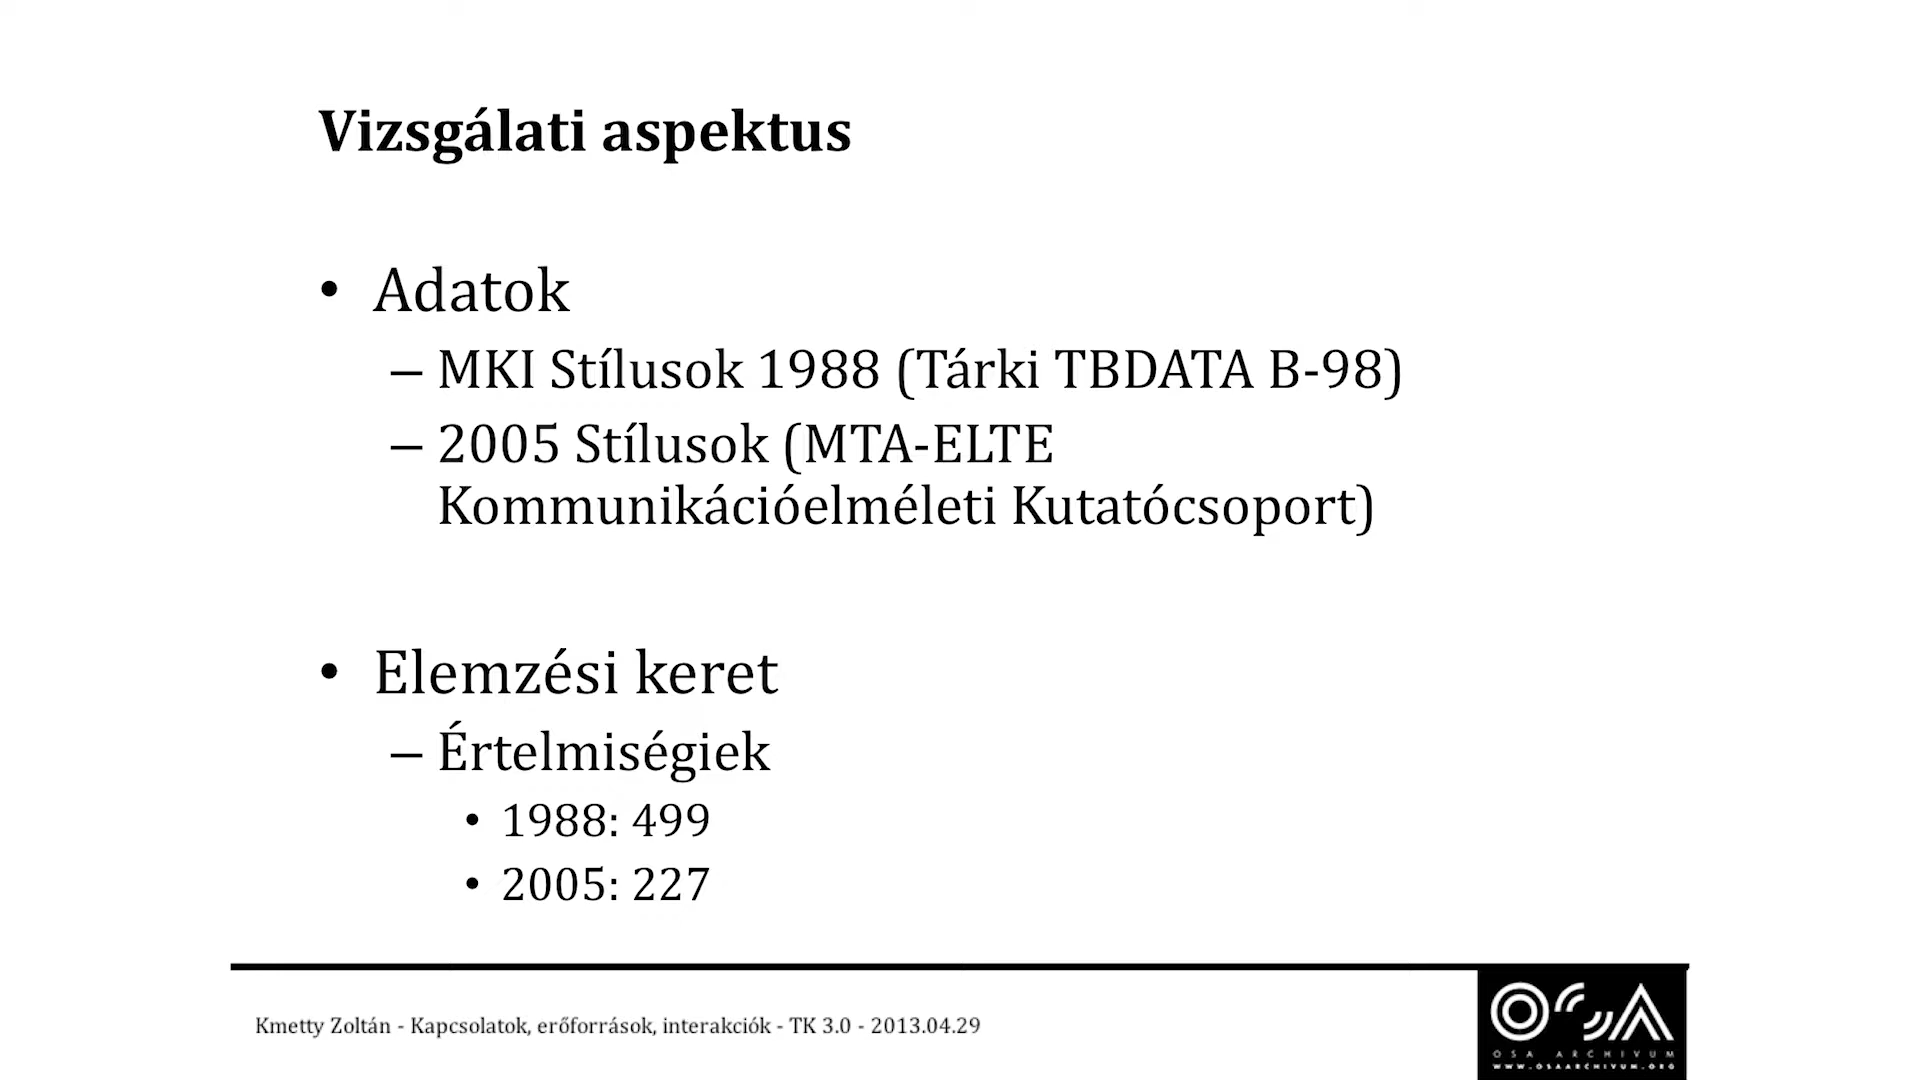 Vizsgálati aspektus
• Adatok
– MKI Stílusok 1988 (Tárki TBDATA B-98)
– 2005 Stílusok (MTA-ELTE
Kommunikációelméleti Kutatócsoport)
• Elemzési keret
– Értelmiségiek
• 1988: 499
• 2005: 227
Kmetty Zoltán - Kapcsolatok, erőforrások, interakciók - TK 3.0 - 2013.04.29
OSA
OSA ARCHIVUM
WWW.OSAARCHIVUM.ORG